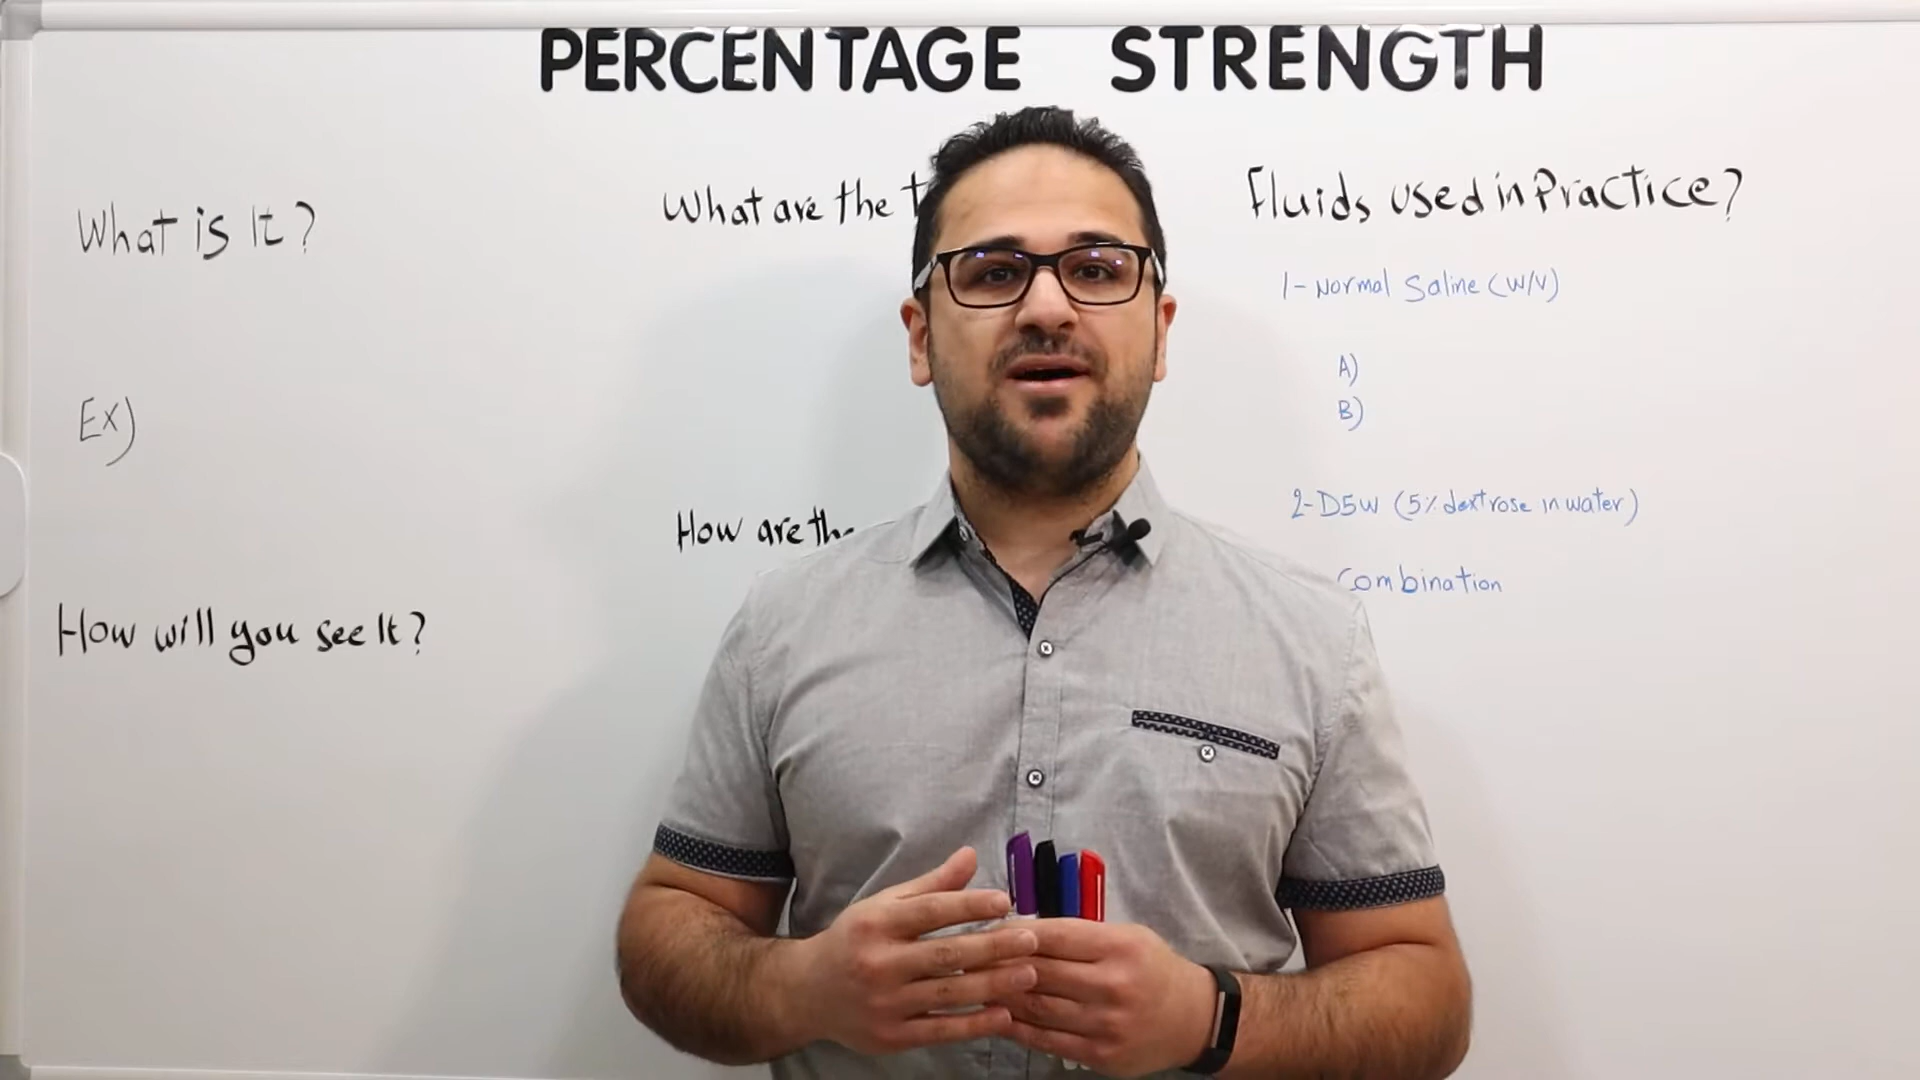 PERCENTAGE STRENGTH
What is It?
Ex)
How will you see It?
What are the
How are
Fluids used in Practice?
1- Normal Saline (W/V)
A)
B)
2- D5W (5% dextrose in water)
Combination